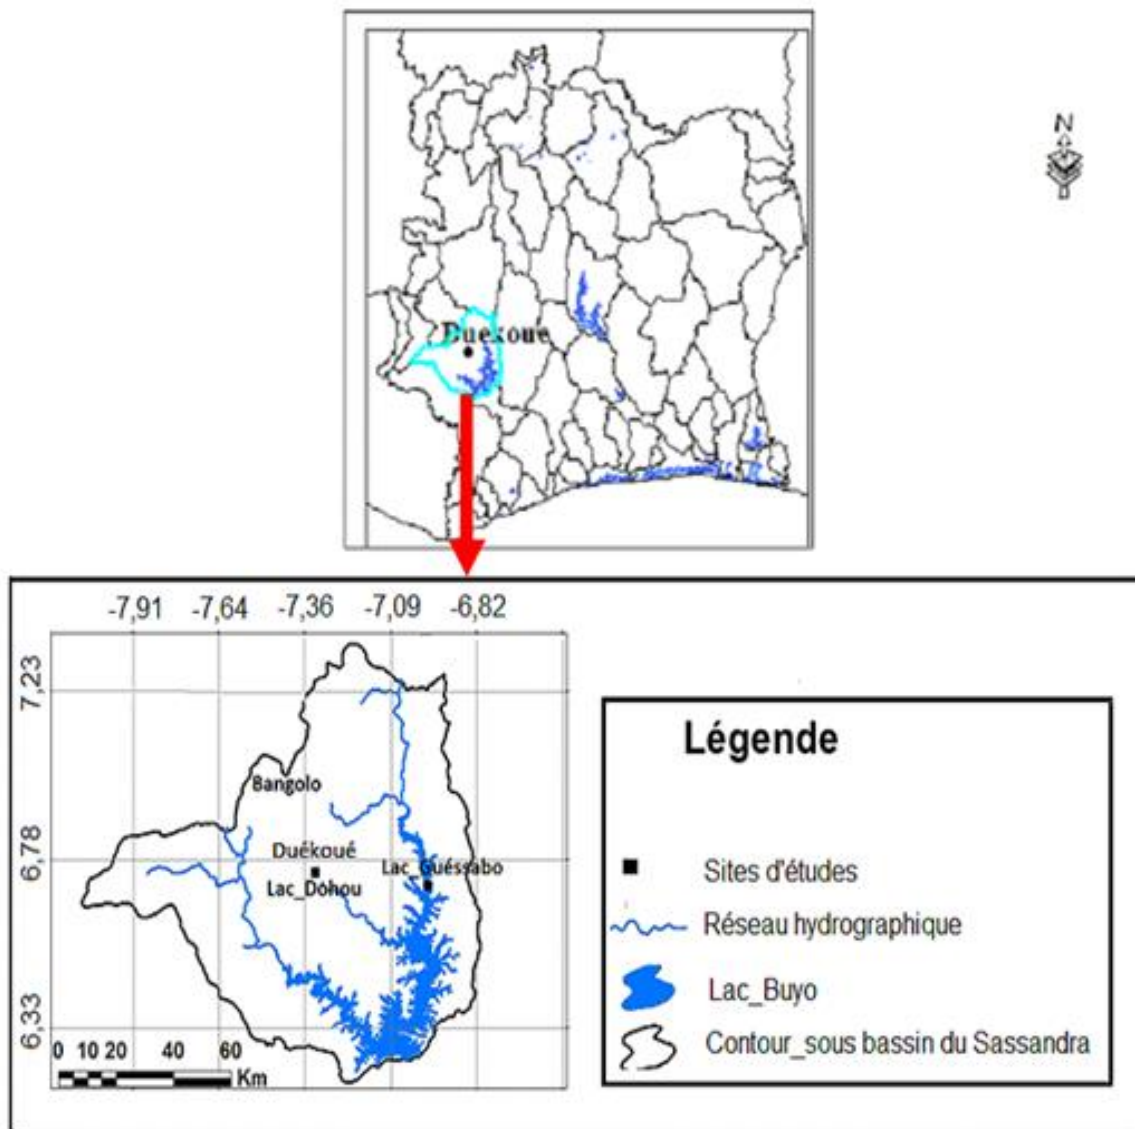 N
Duekoue
-7,91 -7,64 -7,36 -7,09 -6,82
7,23
Bangolo
6,78
Duékoué
Lac_Guéssabo
Lac_Dohou
6,33
0 10 20 40 60
Km
Légende
Sites d'études
Réseau hydrographique
Lac_Buyo
Contour_sous bassin du Sassandra